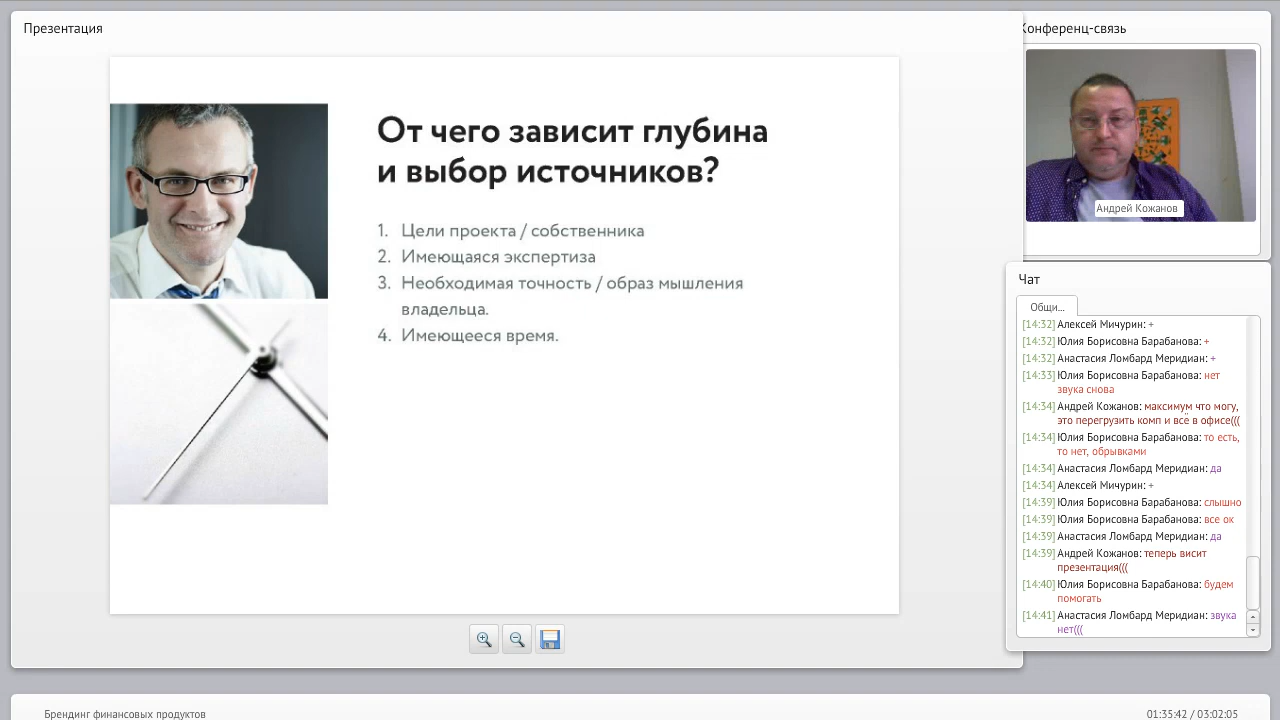 Презентация
От чего зависит глубина
и выбор источников?
1. Цели проекта / собственника
2. Имеющаяся экспертиза
3. Необходимая точность / образ мышления
владельца.
4. Имеющееся время.
Конференц-связь
Андрей Кожанов
Чат
Общи...
[14:32] Алексей Мичурин: +
[14:32] Юлия Борисовна Барабанова: +
[14:32] Анастасия Ломбард Меридиан: +
[14:33] Юлия Борисовна Барабанова: нет
звука снова
[14:34] Андрей Кожанов: максимум что могу,
это перегрузить комп и всё в офисе(((
[14:34] Юлия Борисовна Барабанова: то есть,
то нет, обрывками
[14:34] Анастасия Ломбард Меридиан: да
[14:34] Алексей Мичурин: +
[14:39] Юлия Борисовна Барабанова: слышно
[14:39] Юлия Борисовна Барабанова: все ок
[14:39] Анастасия Ломбард Меридиан: да
[14:39] Андрей Кожанов: теперь висит
презентация(((
[14:40] Юлия Борисовна Барабанова: будем
помогать
[14:41] Анастасия Ломбард Меридиан: звука
нет(((
Брендинг финансовых продуктов
01:35:42 / 03:02:05